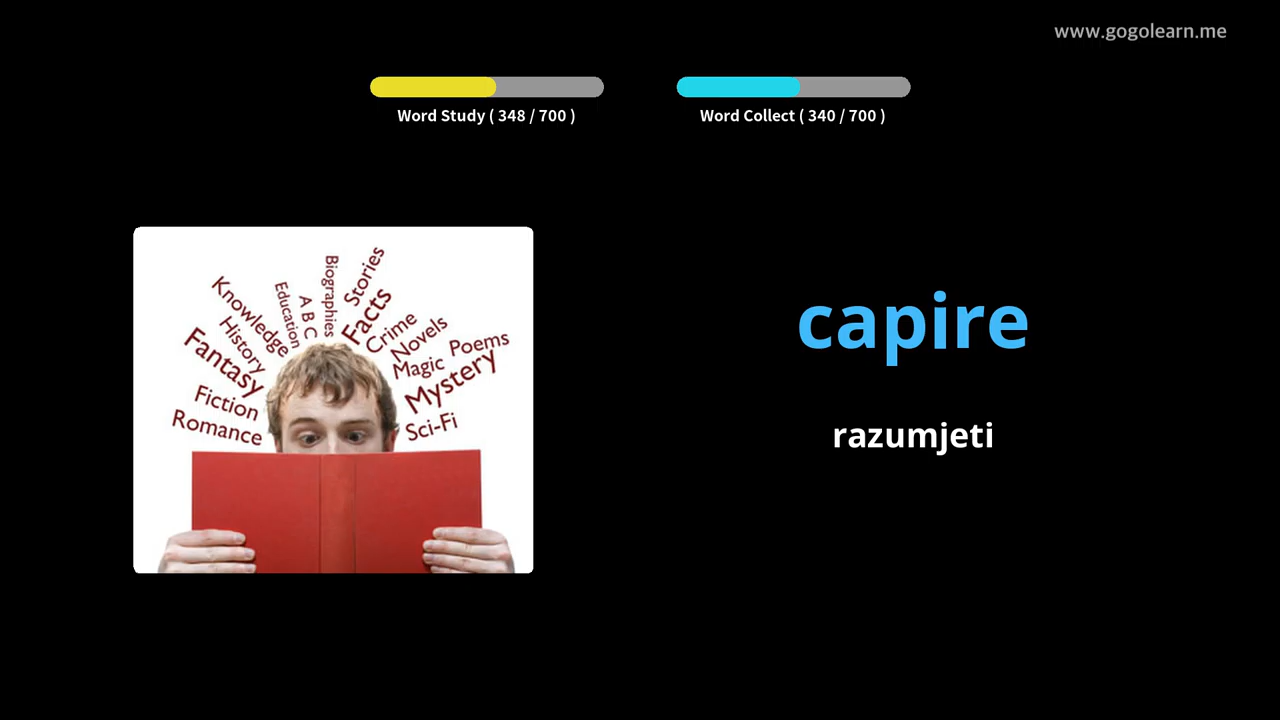 www.gogolearn.me
Word Study ( 348 / 700 )
Word Collect ( 340 / 700 )
Knowledge
Education
A B C
Biographies
Stories
Facts
Crime
Novels
Poems
Magic
Mystery
Sci-Fi
History
Fantasy
Fiction
Romance
capire
razumjeti